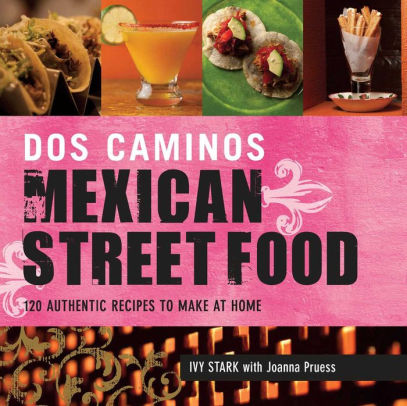 DOS CAMINOS
MEXICAN
STREET FOOD
120 AUTHENTIC RECIPES TO MAKE AT HOME
IVY STARK with Joanna Pruess